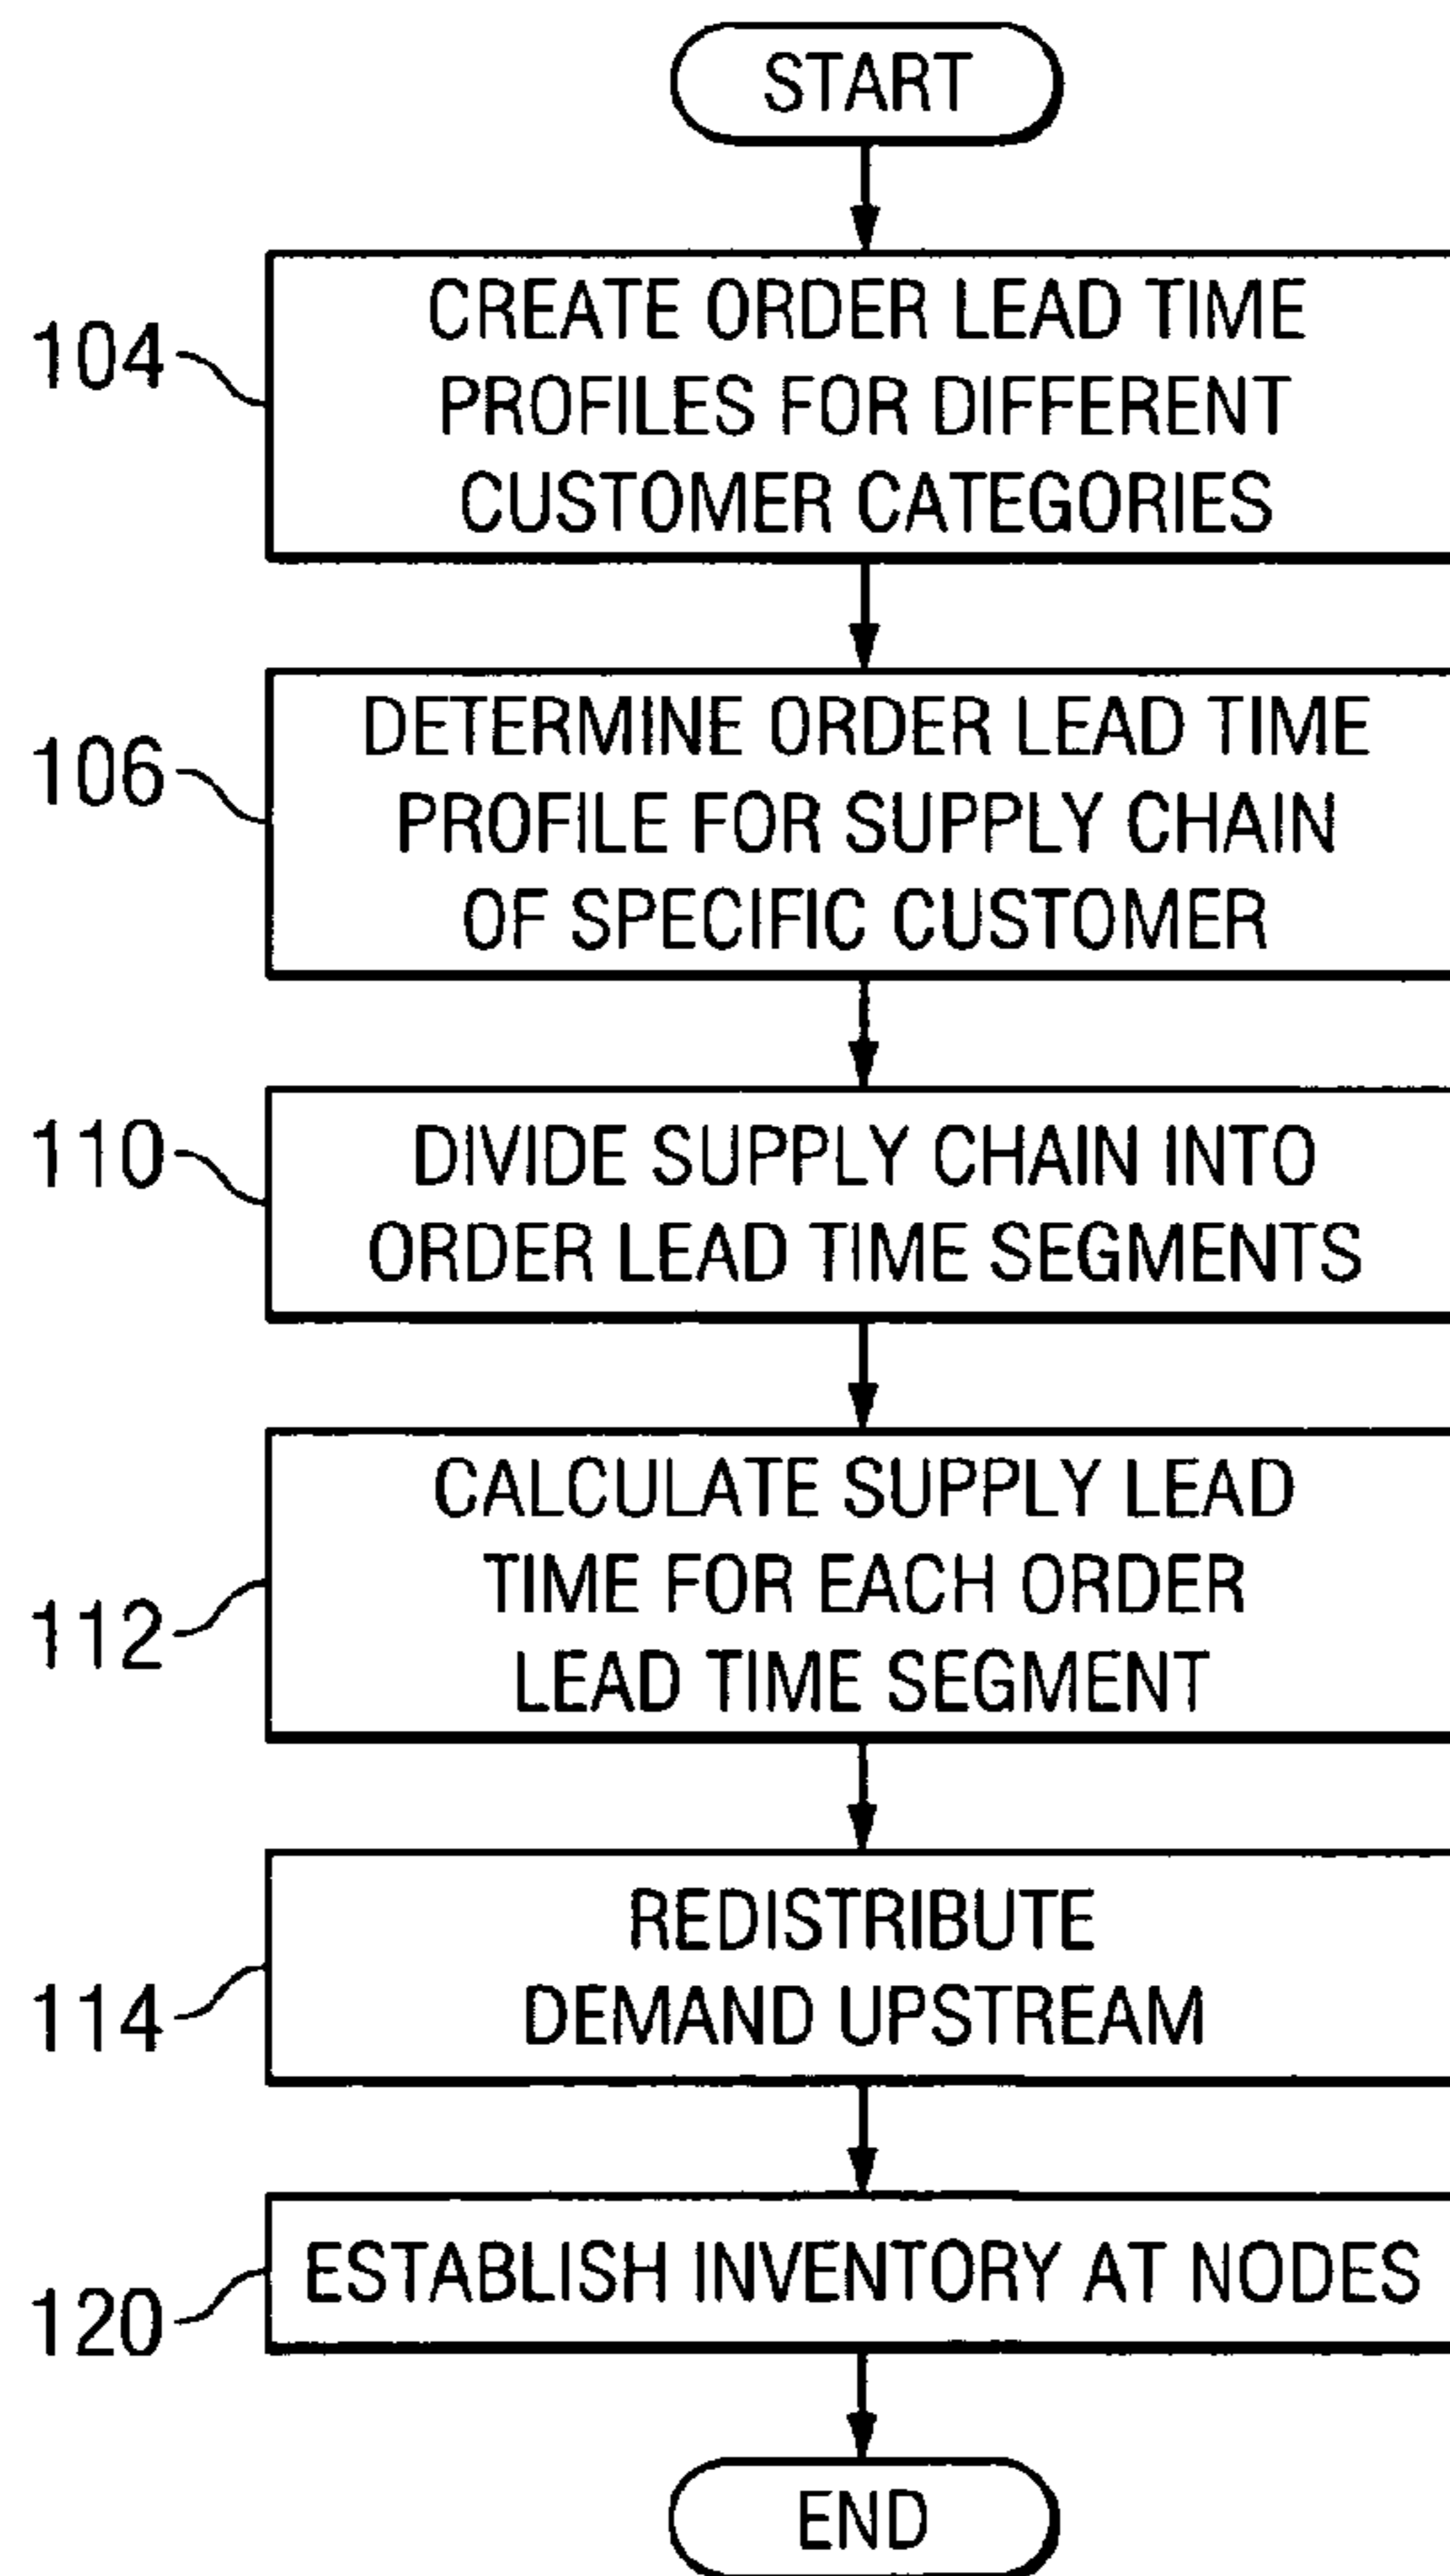 START
104
CREATE ORDER LEAD TIME
PROFILES FOR DIFFERENT
CUSTOMER CATEGORIES
106
DETERMINE ORDER LEAD TIME
PROFILE FOR SUPPLY CHAIN
OF SPECIFIC CUSTOMER
110
DIVIDE SUPPLY CHAIN INTO
ORDER LEAD TIME SEGMENTS
112
CALCULATE SUPPLY LEAD
TIME FOR EACH ORDER
LEAD TIME SEGMENT
114
REDISTRIBUTE
DEMAND UPSTREAM
120
ESTABLISH INVENTORY AT NODES
END